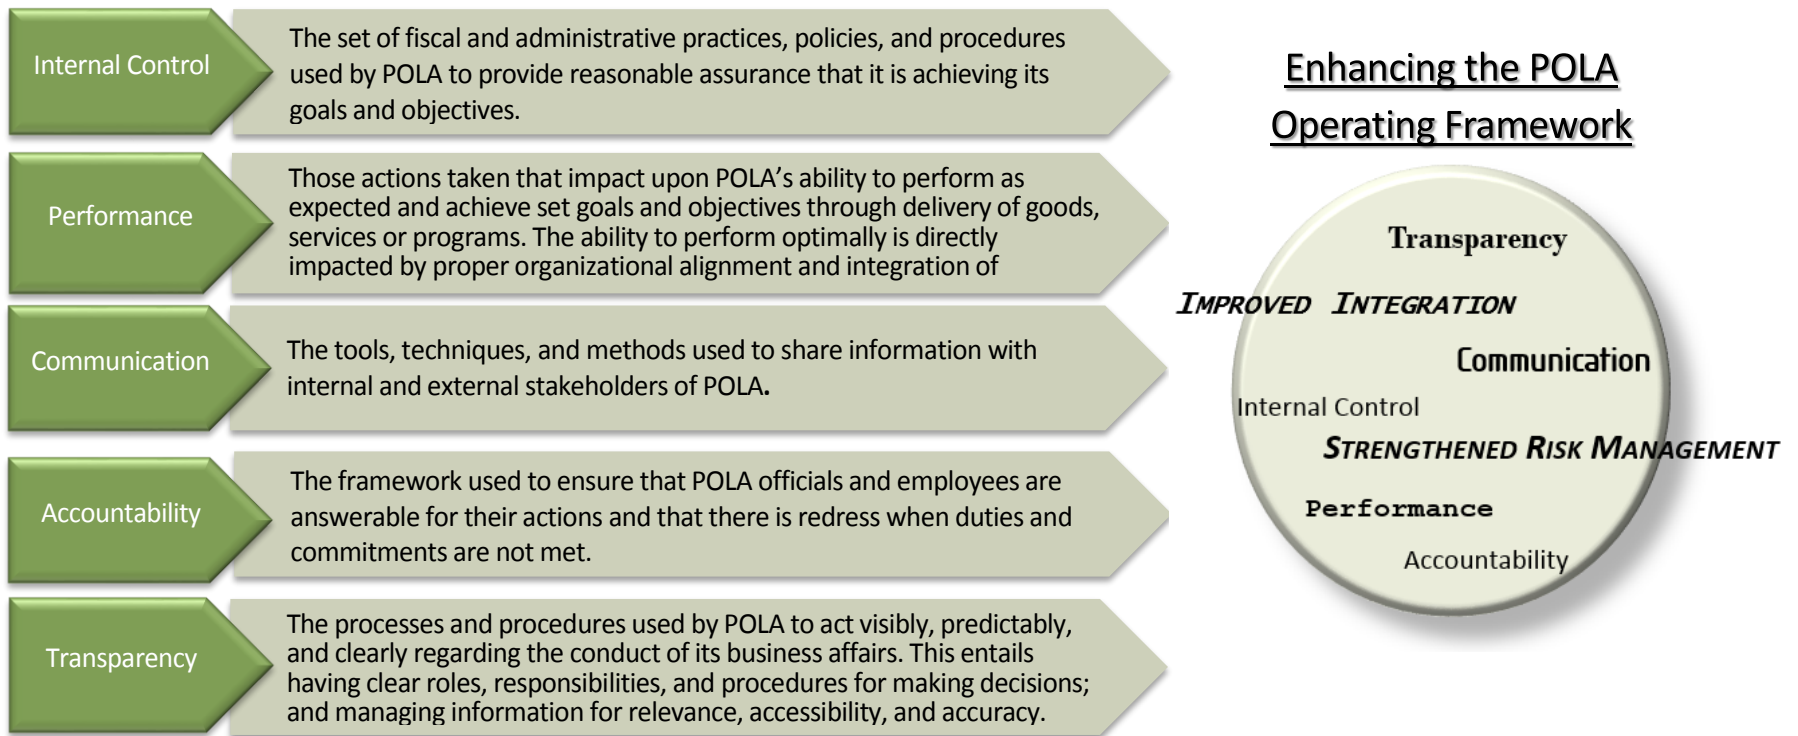 Internal Control
The set of fiscal and administrative practices, policies, and procedures
used by POLA to provide reasonable assurance that it is achieving its
goals and objectives.
Performance
Those actions taken that impact upon POLA’s ability to perform as
expected and achieve set goals and objectives through delivery of goods,
services or programs. The ability to perform optimally is directly
impacted by proper organizational alignment and integration of
Communication
The tools, techniques, and methods used to share information with
internal and external stakeholders of POLA.
Accountability
The framework used to ensure that POLA officials and employees are
answerable for their actions and that there is redress when duties and
commitments are not met.
Transparency
The processes and procedures used by POLA to act visibly, predictably,
and clearly regarding the conduct of its business affairs. This entails
having clear roles, responsibilities, and procedures for making decisions;
and managing information for relevance, accessibility, and accuracy.
Enhancing the POLA
Operating Framework
Transparency
IMPROVED INTEGRATION
Communication
Internal Control
STRENGTHENED RISK MANAGEMENT
Performance
Accountability